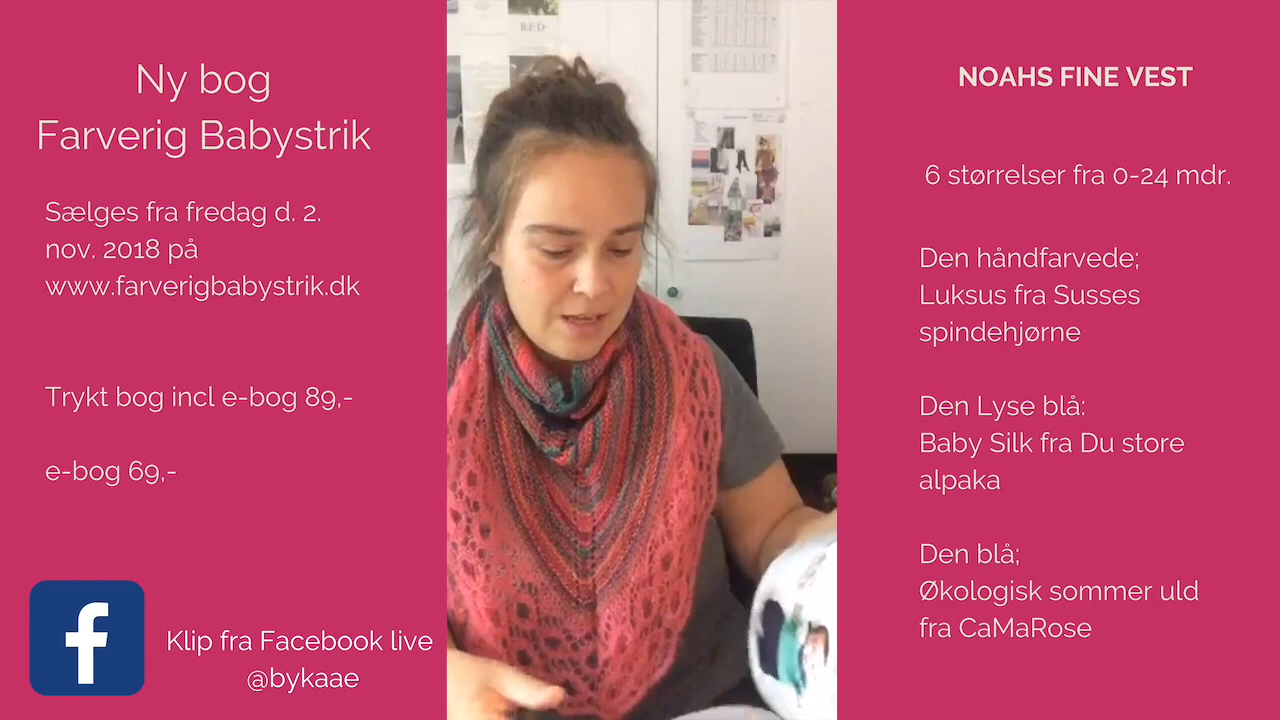 Ny bog
Farverig Babystrik
Sælges fra fredag d. 2.
nov. 2018 på
www.farverigbabystrik.dk
Trykt bog incl e-bog 89,-
e-bog 69,-
f
Klip fra Facebook live
@bykaae
RED
NOAHS FINE VEST
6 størrelser fra 0-24 mdr.
Den håndfarvede;
Luksus fra Susses
spindehjørne
Den Lyse blå:
Baby Silk fra Du store
alpaka
Den blå;
Økologisk sommer uld
fra CaMaRose